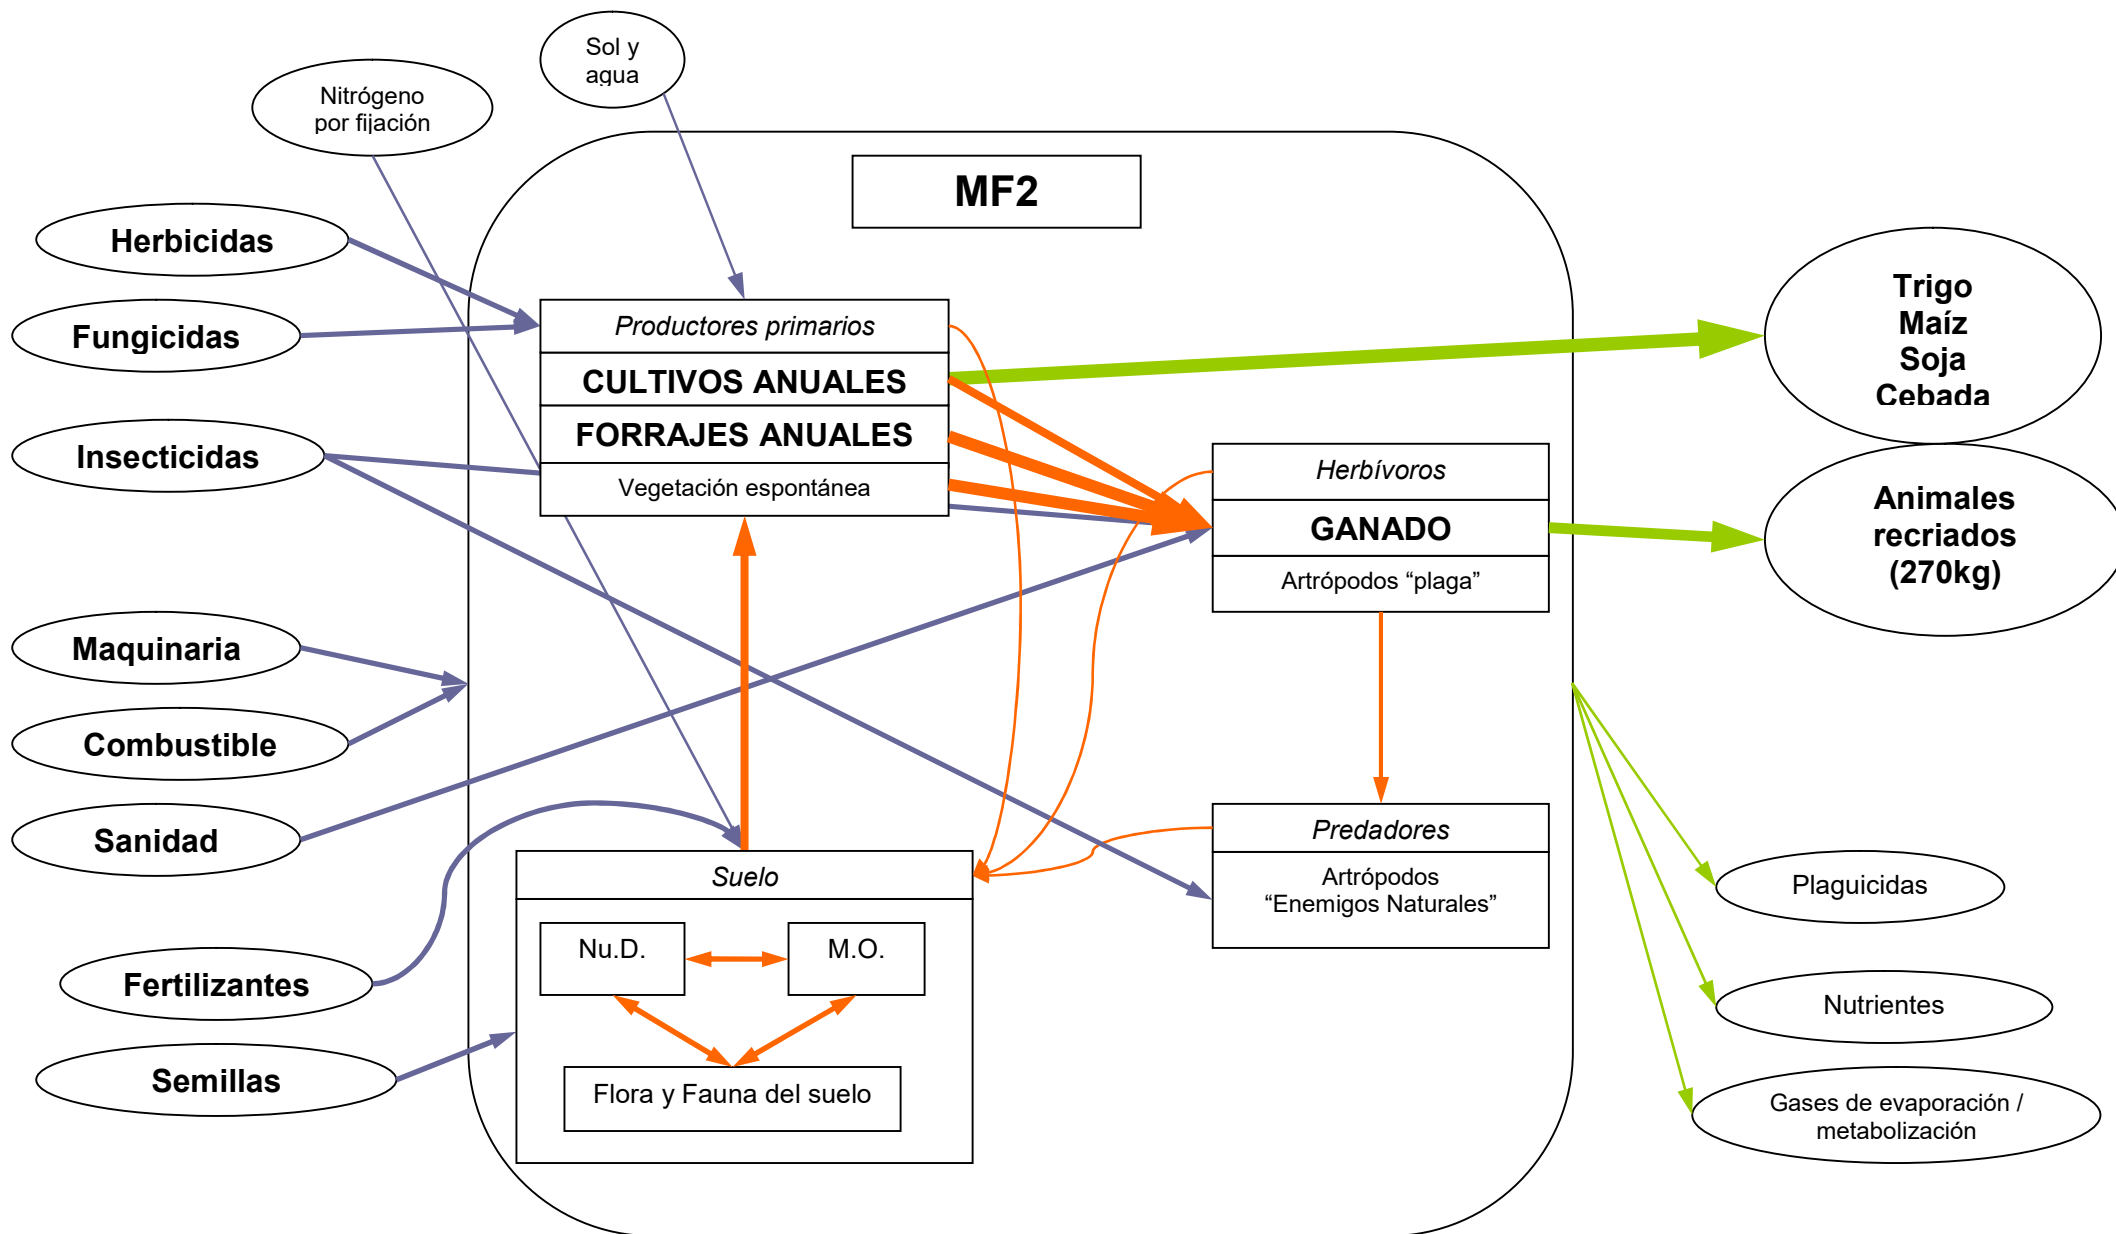 Sol y
agua
Nitrógeno
por fijación
MF2
Herbicidas
Fungicidas
Insecticidas
Maquinaria
Combustible
Sanidad
Fertilizantes
Semillas
Productores primarios
CULTIVOS ANUALES
FORRAJES ANUALES
Vegetación espontánea
Herbívoros
GANADO
Artrópodos “plaga”
Predadores
Artrópodos
“Enemigos Naturales”
Suelo
Nu.D.
M.O.
Flora y Fauna del suelo
Trigo
Maíz
Soja
Cebada
Animales
recriados
(270kg)
Plaguicidas
Nutrientes
Gases de evaporación /
metabolización